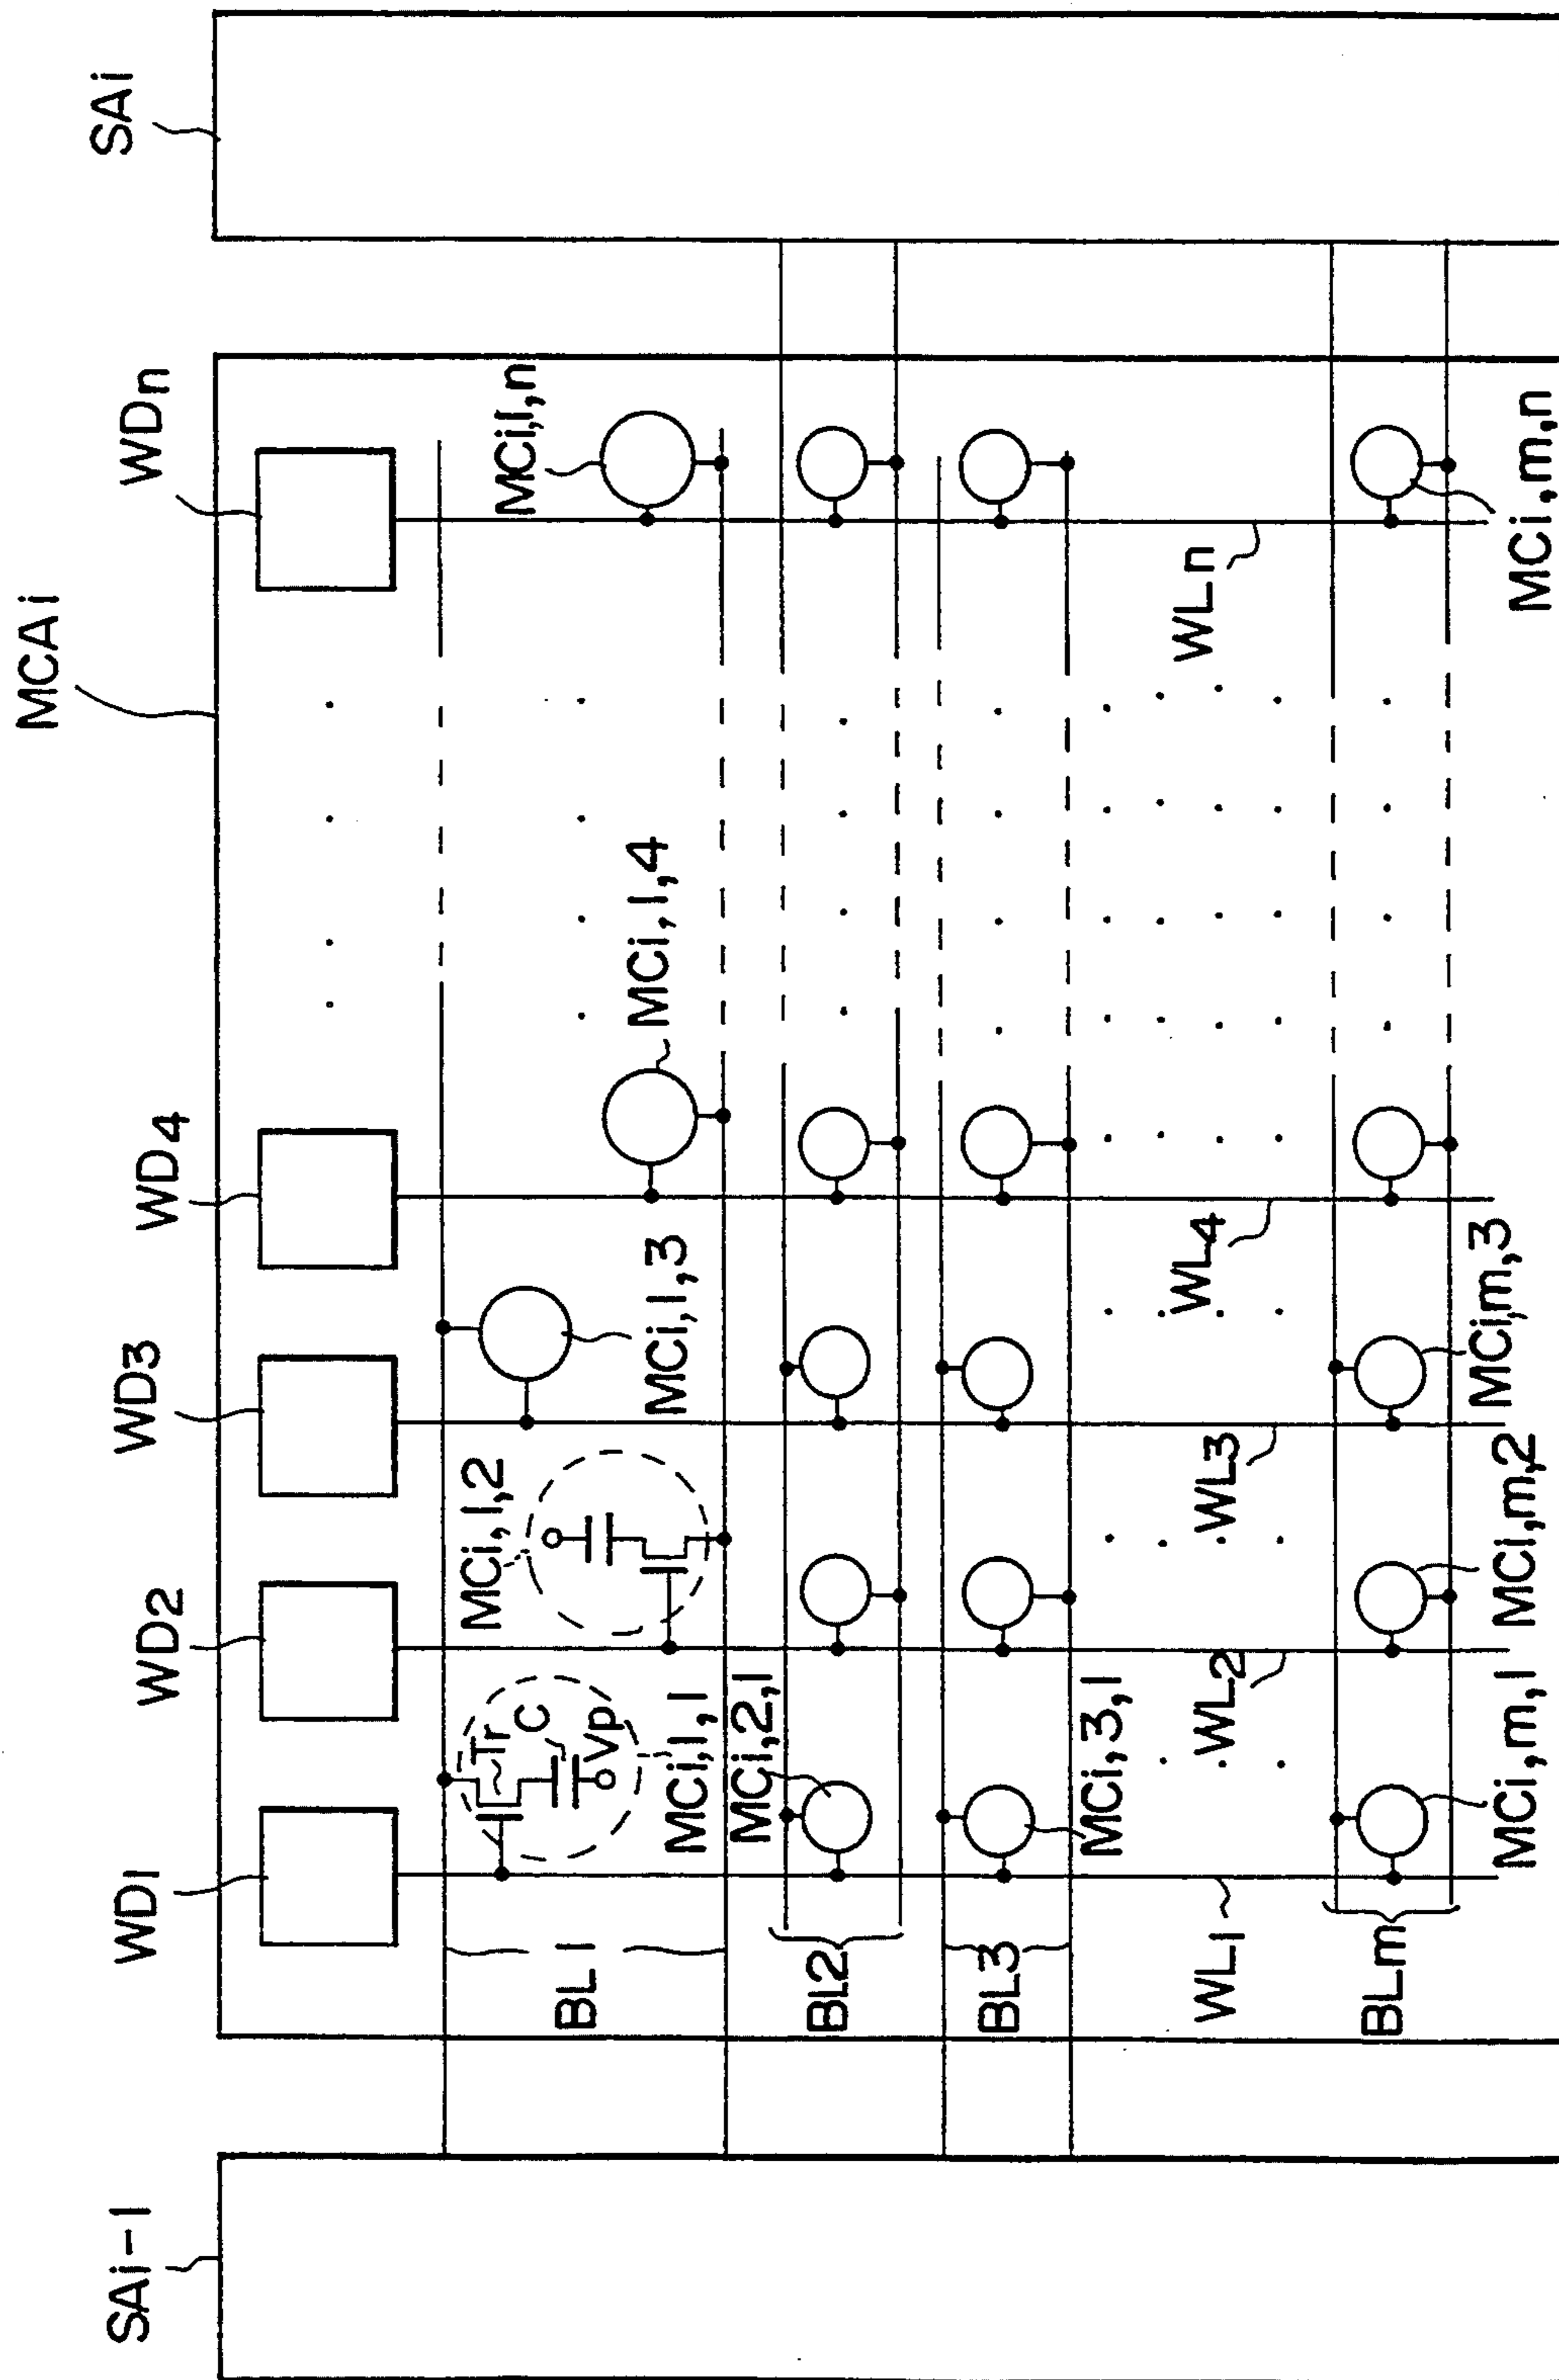 SAi-1
MCAi
SAi
WD1
WD2
WD3
WD4
WDn
BL1
Tr
C
Vp
MCi,1,1
MCi,1,2
MCi,1,3
MCi,1,4
MCi,1,n
BL2
MCi,2,1
BL3
MCi,3,1
WL1
WL2
WL3
WL4
WLn
BLm
MCi,m,1
MCi,m,2
MCi,m,3
MCi,m,n